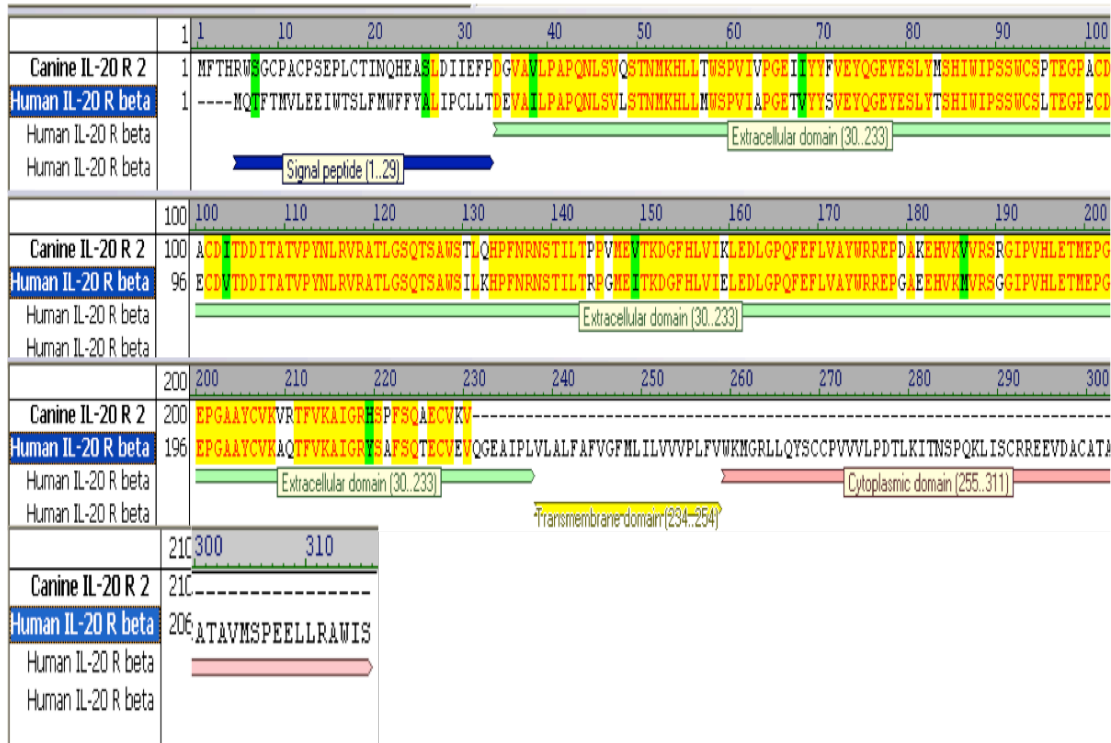 1 1 10 20 30 40 50 60 70 80 90 100
Canine IL-20 R 2 1 MFTHRWSGCPACPSEPLCTINQHEASLDIIEFPDGVAVLPAPQNLSVQSTNMKHLLTWSPVIVPGEIIYYFVEYQGEYESLYMSHIWIPSSWCSPTEGPACD
Human IL-20 R beta 1 ----MQTFTMVLEEIWTSLFMWFFYALIPCLLTDEVAILPAPQNLSVLSTNMKHLLMWSPVIAPGETVYYSVEYQGEYESLYTSHIWIPSSWCSLTEGPECD
Human IL-20 R beta Extracellular domain (30..233)
Human IL-20 R beta Signal peptide (1..29)
100 100 110 120 130 140 150 160 170 180 190 200
Canine IL-20 R 2 100 ACDITDDITATVPYNLRVRATLGSQTSAWSTLQHPFNRNSTILTPPVMEVTKDGFHLVIKLEDLGPQFEFLVAYWRREPDAKEHVKVVRSRGIPVHLETMEPG
Human IL-20 R beta 96 ECDVTDDITATVPYNLRVRATLGSQTSAWSILKHPFNRNSTILTRPGMEITKDGFHLVIELEDLGPQFEFLVAYWRREPGAEEHVKMVRSGGIPVHLETMEPG
Human IL-20 R beta Extracellular domain (30..233)
Human IL-20 R beta
200 200 210 220 230 240 250 260 270 280 290 300
Canine IL-20 R 2 200 EPGAAYCVKVRTFVKAIGRHSPFSQAECVKV------------------------------------------------------------------------
Human IL-20 R beta 196 EPGAAYCVKAQTFVKAIGRYSAFSQTECVEVQGEAIPLVLALFAFVGFMLILVVVPLFVWKMGRLLQYSCCPVVVLPDTLKITNSPQKLISCRREEVDACATA
Human IL-20 R beta Extracellular domain (30..233) Cytoplasmic domain (255..311)
Human IL-20 R beta Transmembrane domain (234..254)
210 300 310
Canine IL-20 R 2 210 ----------------
Human IL-20 R beta 206 ATAVMSPEELLRAWIS
Human IL-20 R beta
Human IL-20 R beta